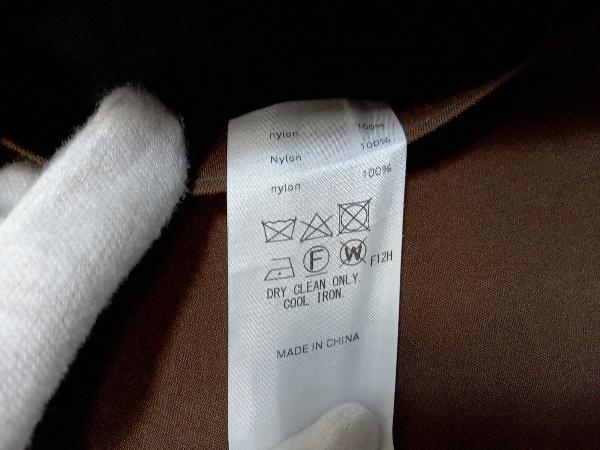 nylon 100%
Nylon 100%
nylon 100%
F W F12H
DRY CLEAN ONLY.
COOL IRON.
MADE IN CHINA